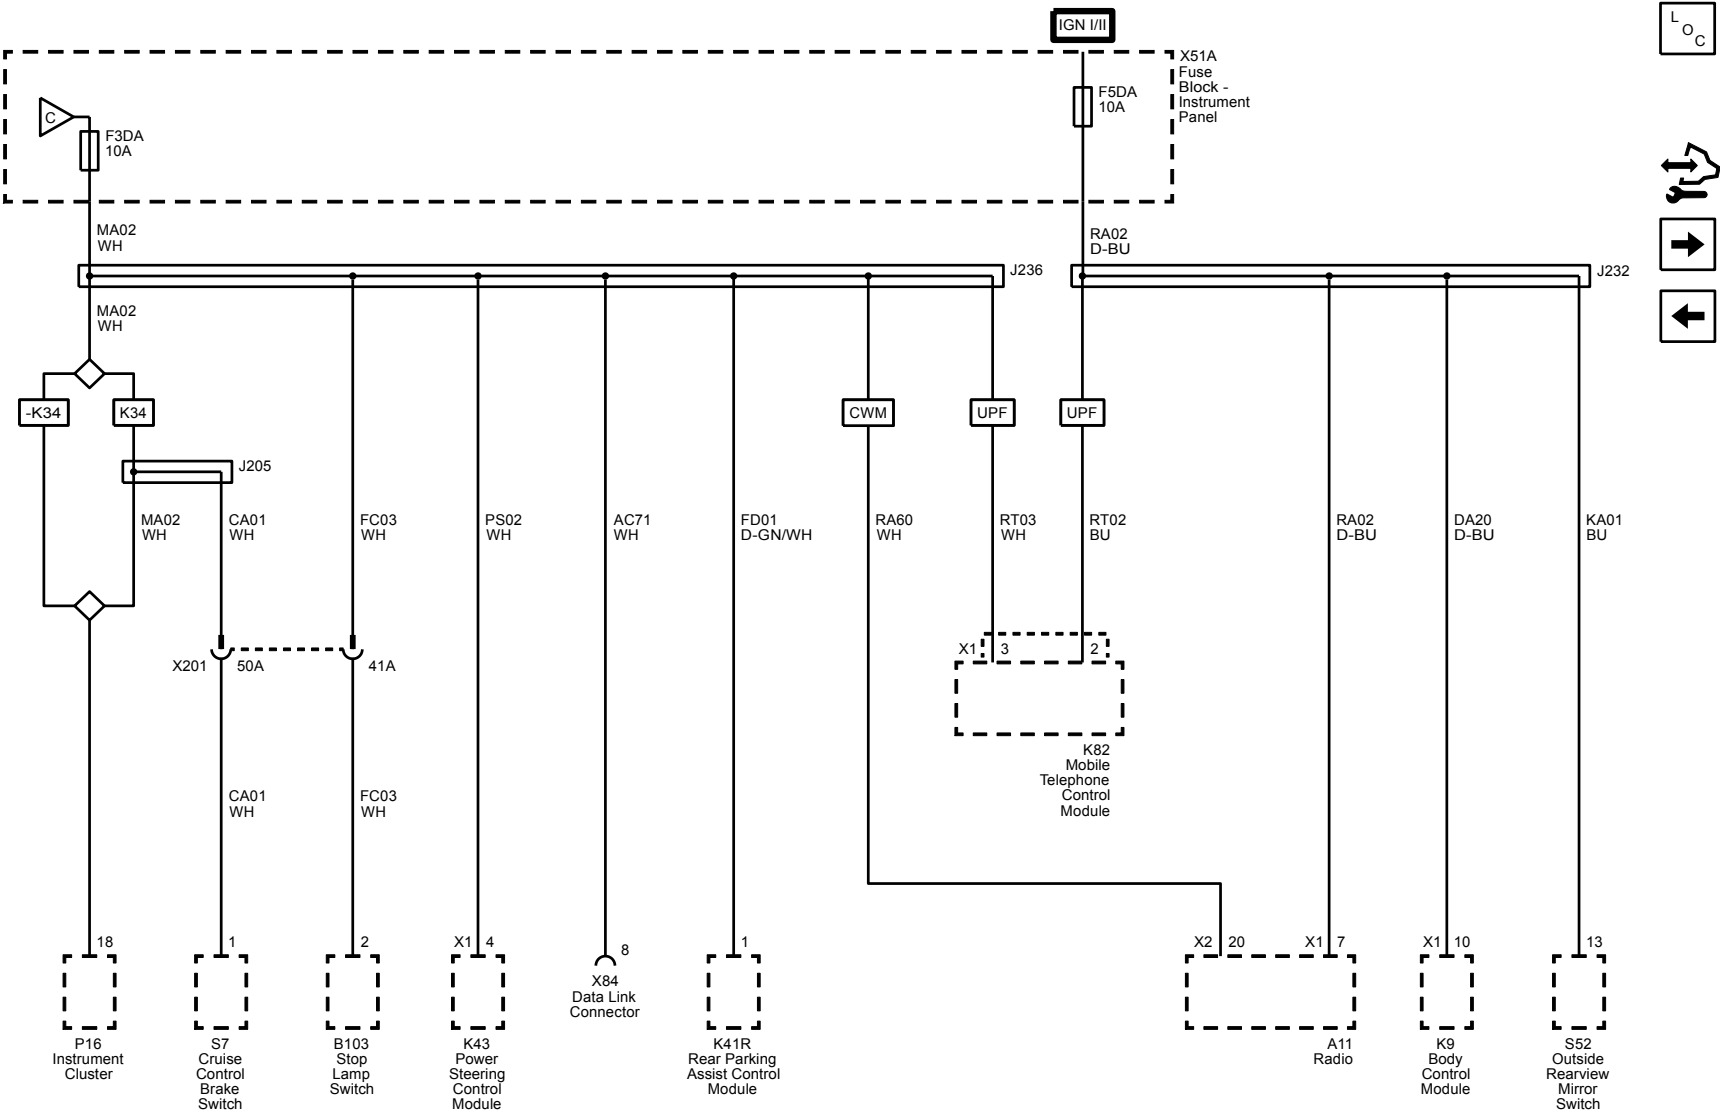 IGN I/II
L
O
C
X51A
Fuse
Block -
Instrument
Panel
F5DA
10A
C
F3DA
10A
MA02
WH
RA02
D-BU
J236
J232
MA02
WH
-K34
K34
CWM
UPF
UPF
J205
MA02
WH
CA01
WH
FC03
WH
PS02
WH
AC71
WH
FD01
D-GN/WH
RA60
WH
RT03
WH
RT02
BU
RA02
D-BU
DA20
D-BU
KA01
BU
X201
50A
41A
X1
3
2
K82
Mobile
Telephone
Control
Module
CA01
WH
FC03
WH
18
1
2
X1
4
8
1
X2
20
X1
7
X1
10
13
X84
Data Link
Connector
P16
Instrument
Cluster
S7
Cruise
Control
Brake
Switch
B103
Stop
Lamp
Switch
K43
Power
Steering
Control
Module
K41R
Rear Parking
Assist Control
Module
A11
Radio
K9
Body
Control
Module
S52
Outside
Rearview
Mirror
Switch